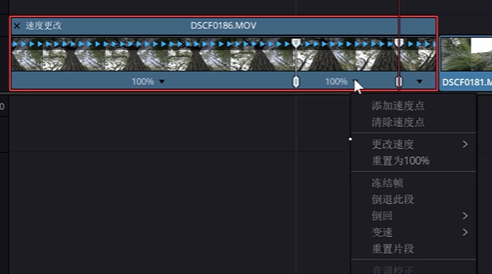 × 速度更改 DSCF0186.MOV
100% 100%
DSCF0181.M
0
添加速度点
清除速度点
更改速度
重置为100%
冻结帧
倒退此段
倒回
变速
重置片段